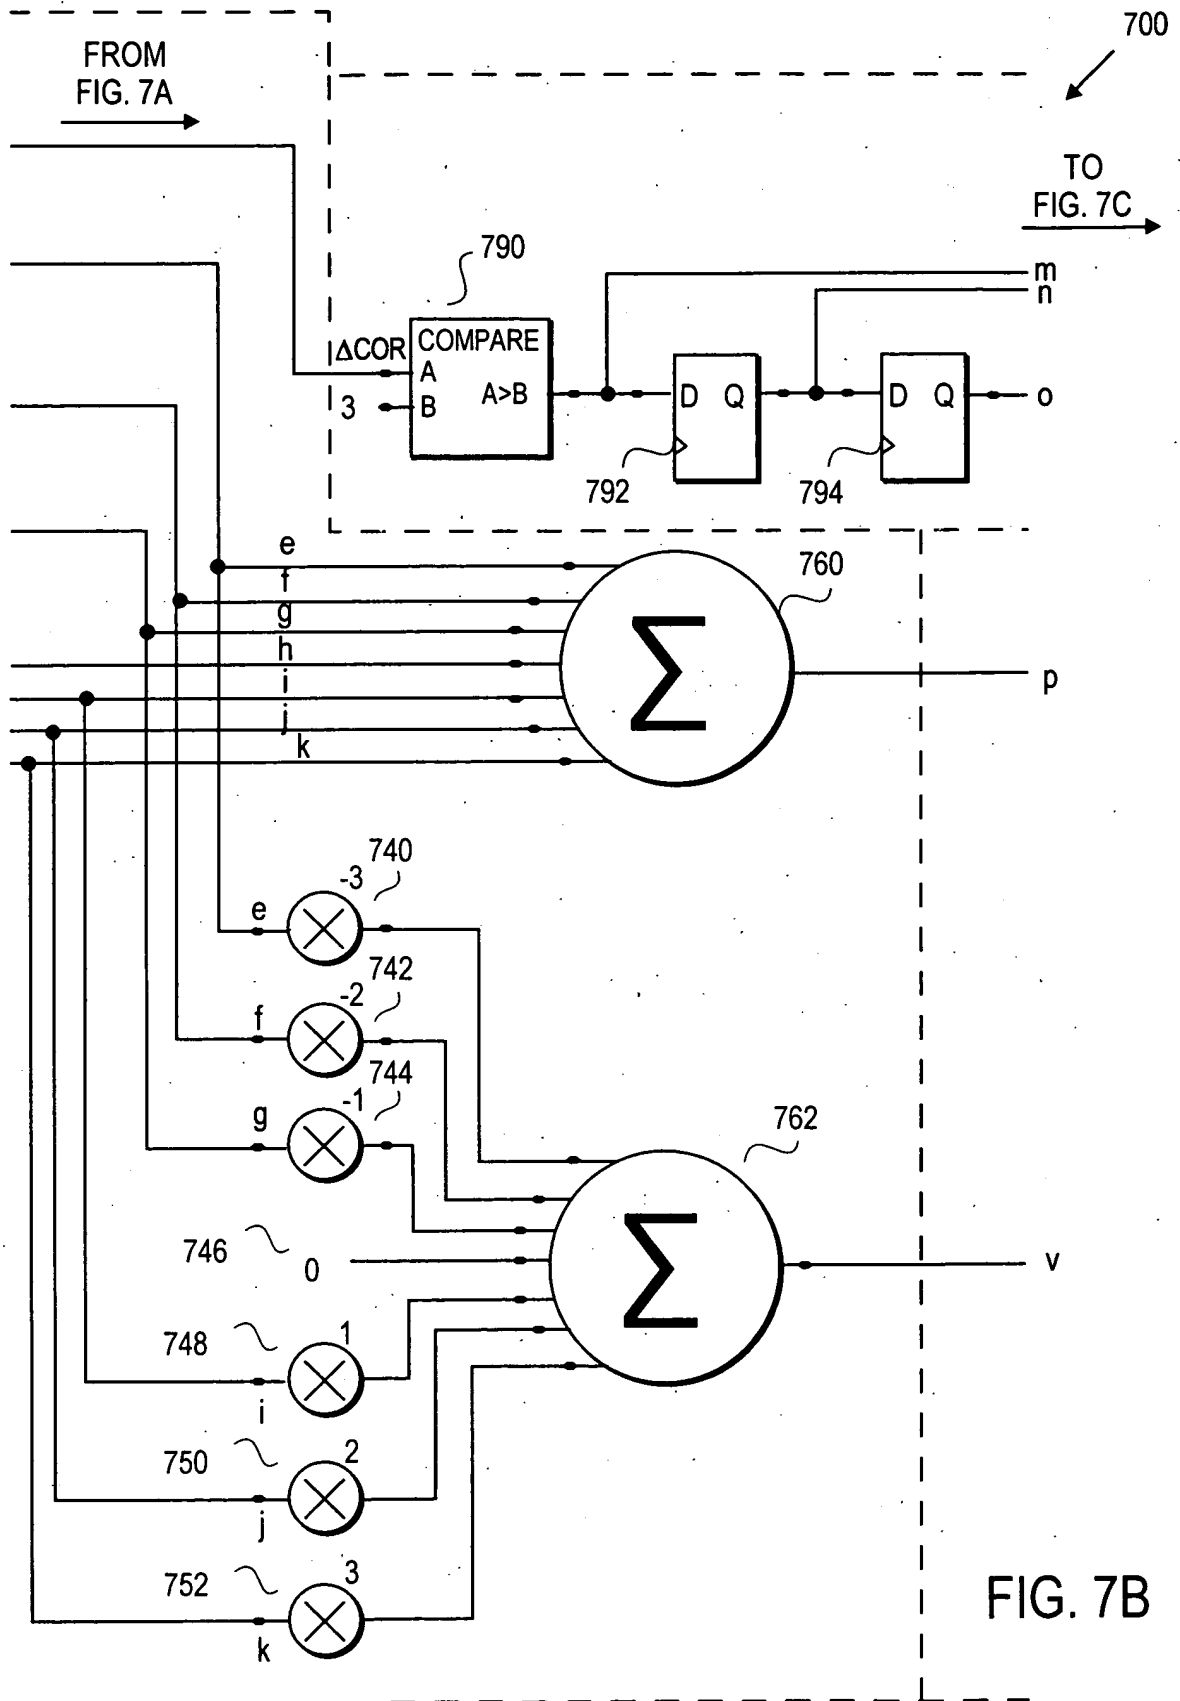 700
FROM
FIG. 7A
TO
FIG. 7C
790
m
n
ΔCOR
COMPARE
A
A>B
3
B
D Q
D Q
o
792
794
e
760
f
g
h
i
p
j
k
740
-3
e
742
-2
f
744
-1
g
762
746
0
Σ
Σ
v
748
1
i
750
2
j
752
3
k
FIG. 7B